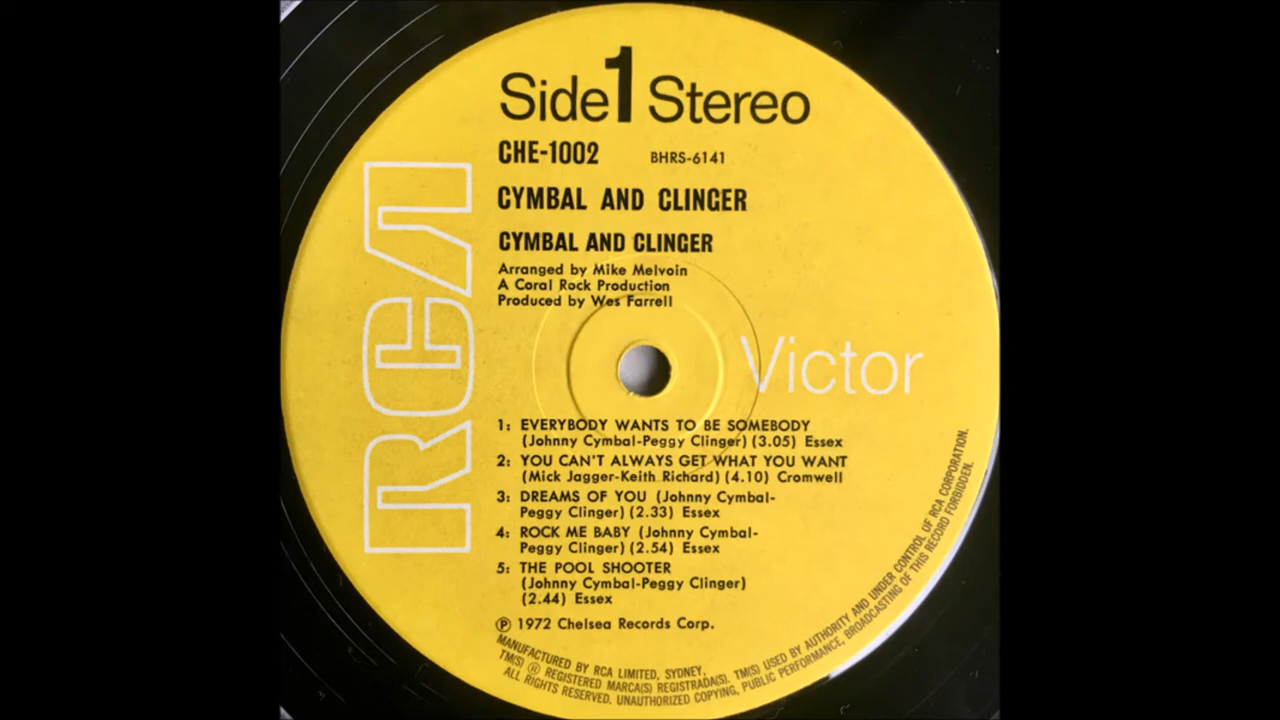 Side 1 Stereo
CHE-1002 BHRS-6141
CYMBAL AND CLINGER
CYMBAL AND CLINGER
Arranged by Mike Melvoin
A Coral Rock Production
Produced by Wes Farrell
RCA
Victor
1: EVERYBODY WANTS TO BE SOMEBODY
(Johnny Cymbal-Peggy Clinger) (3.05) Essex
2: YOU CAN'T ALWAYS GET WHAT YOU WANT
(Mick Jagger-Keith Richard) (4.10) Cromwell
3: DREAMS OF YOU (Johnny Cymbal-
Peggy Clinger) (2.33) Essex
4: ROCK ME BABY (Johnny Cymbal-
Peggy Clinger) (2.54) Essex
5: THE POOL SHOOTER
(Johnny Cymbal-Peggy Clinger)
(2.44) Essex
Ⓟ 1972 Chelsea Records Corp.
MANUFACTURED BY RCA LIMITED, SYDNEY,
TM(S) ® REGISTERED MARCA(S) REGISTRADA(S). TM(S) USED BY AUTHORITY AND UNDER CONTROL OF RCA CORPORATION.
ALL RIGHTS RESERVED. UNAUTHORIZED COPYING, PUBLIC PERFORMANCE, BROADCASTING OF THIS RECORD FORBIDDEN.